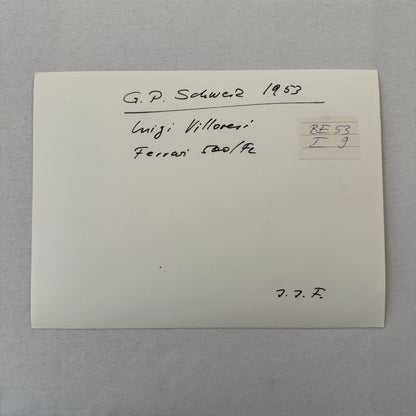 G.P. Schweiz 1953
Luigi Villoresi
Ferrari 500/F2
BE 53
I 9
J.J.F.